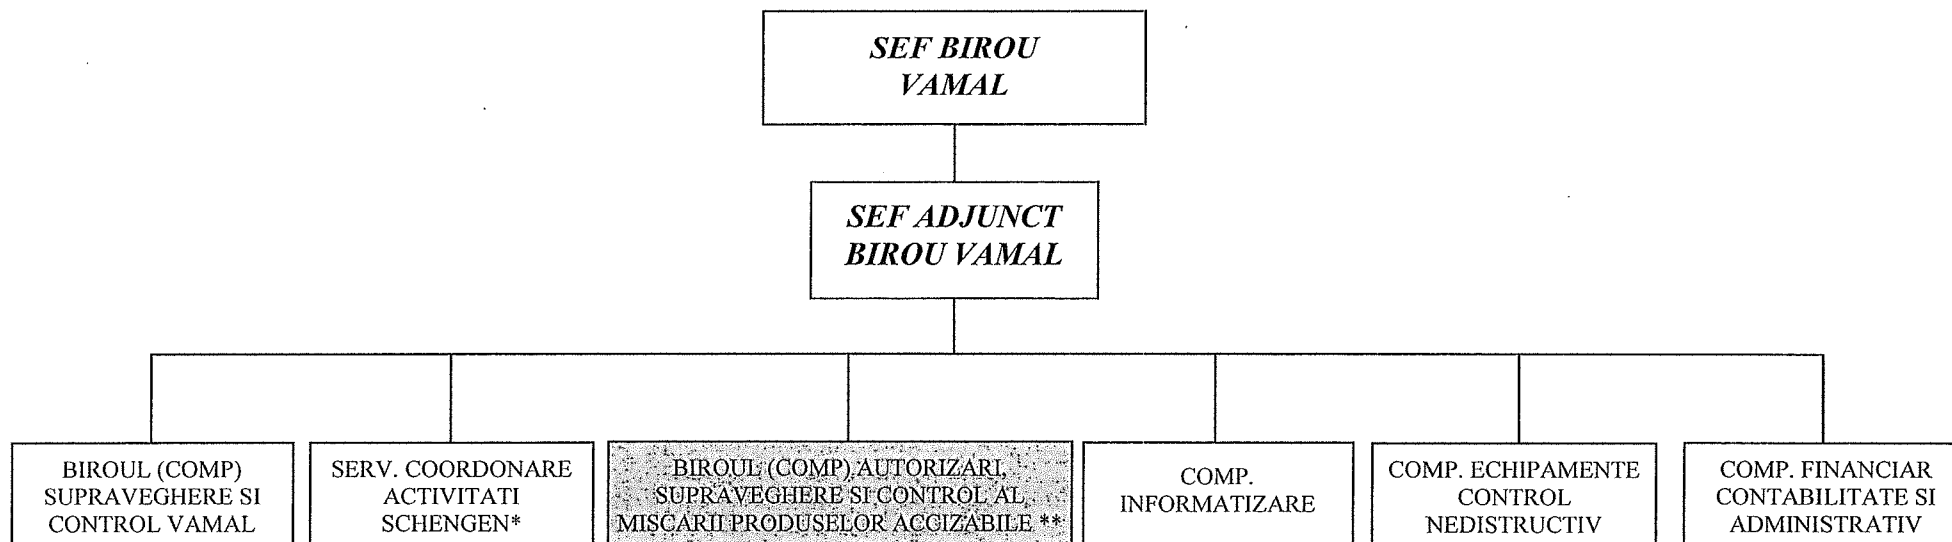 SEF BIROU
VAMAL
SEF ADJUNCT
BIROU VAMAL
BIROUL (COMP)
SUPRAVEGHERE SI
CONTROL VAMAL
SERV. COORDONARE
ACTIVITATI
SCHENGEN*
BIROUL (COMP) AUTORIZARI,
SUPRAVEGHERE SI CONTROL AL
MISCARII PRODUSELOR ACCIZABILE **
COMP.
INFORMATIZARE
COMP. ECHIPAMENTE
CONTROL
NEDISTRUCTIV
COMP. FINANCIAR
CONTABILITATE SI
ADMINISTRATIV